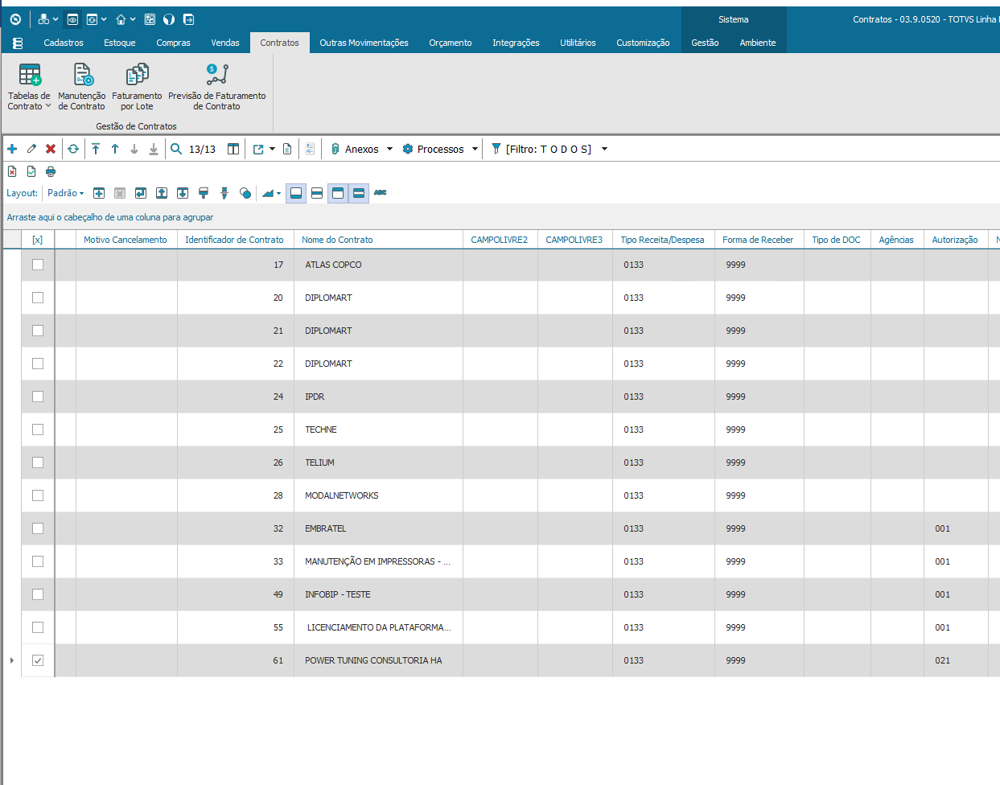 Sistema
Contratos - 03.9.0520 - TOTVS Linha
Cadastros Estoque Compras Vendas Contratos Outras Movimentações Orçamento Integrações Utilitários Customização Gestão Ambiente
Tabelas de Contrato
Manutenção de Contrato
Faturamento por Lote
Previsão de Faturamento de Contrato
Gestão de Contratos
13/13 Anexos Processos [Filtro: T O D O S]
Layout: Padrão ABC
Arraste aqui o cabeçalho de uma coluna para agrupar
[x] Motivo Cancelamento Identificador de Contrato Nome do Contrato CAMPOLIVRE2 CAMPOLIVRE3 Tipo Receita/Despesa Forma de Receber Tipo de DOC Agências Autorização
17 ATLAS COPCO 0133 9999
20 DIPLOMART 0133 9999
21 DIPLOMART 0133 9999
22 DIPLOMART 0133 9999
24 IPDR 0133 9999
25 TECHNE 0133 9999
26 TELIUM 0133 9999
28 MODALNETWORKS 0133 9999
32 EMBRATEL 0133 9999 001
33 MANUTENÇÃO EM IMPRESSORAS - ... 0133 9999 001
49 INFOBIP - TESTE 0133 9999 001
55 LICENCIAMENTO DA PLATAFORMA... 0133 9999 001
61 POWER TUNING CONSULTORIA HA 0133 9999 021